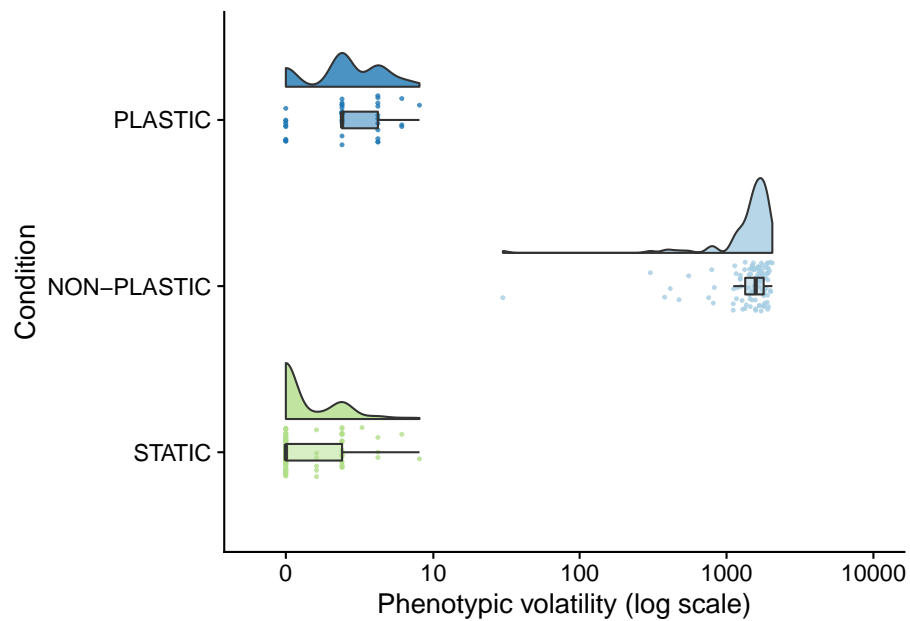 Condition
PLASTIC
NON−PLASTIC
STATIC
0 10 100 1000 10000
Phenotypic volatility (log scale)